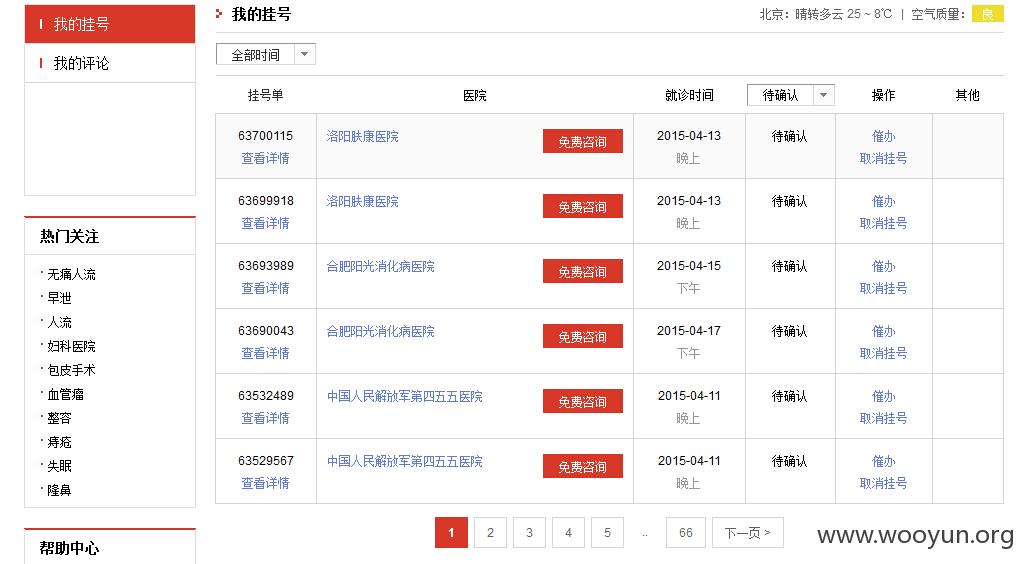 我的挂号
我的评论
热门关注
无痛人流
早泄
人流
妇科医院
包皮手术
血管瘤
整容
痔疮
失眠
隆鼻
帮助中心
我的挂号
北京：晴转多云 25 ~ 8℃ | 空气质量： 良
全部时间
挂号单 医院 就诊时间 待确认 操作 其他
63700115 洛阳肤康医院 免费咨询 2015-04-13 待确认 催办
查看详情 晚上 取消挂号
63699918 洛阳肤康医院 免费咨询 2015-04-13 待确认 催办
查看详情 晚上 取消挂号
63693989 合肥阳光消化病医院 免费咨询 2015-04-15 待确认 催办
查看详情 下午 取消挂号
63690043 合肥阳光消化病医院 免费咨询 2015-04-17 待确认 催办
查看详情 下午 取消挂号
63532489 中国人民解放军第四五五医院 免费咨询 2015-04-11 待确认 催办
查看详情 晚上 取消挂号
63529567 中国人民解放军第四五五医院 免费咨询 2015-04-11 待确认 催办
查看详情 晚上 取消挂号
1 2 3 4 5 .. 66 下一页 >
www.wooyun.org